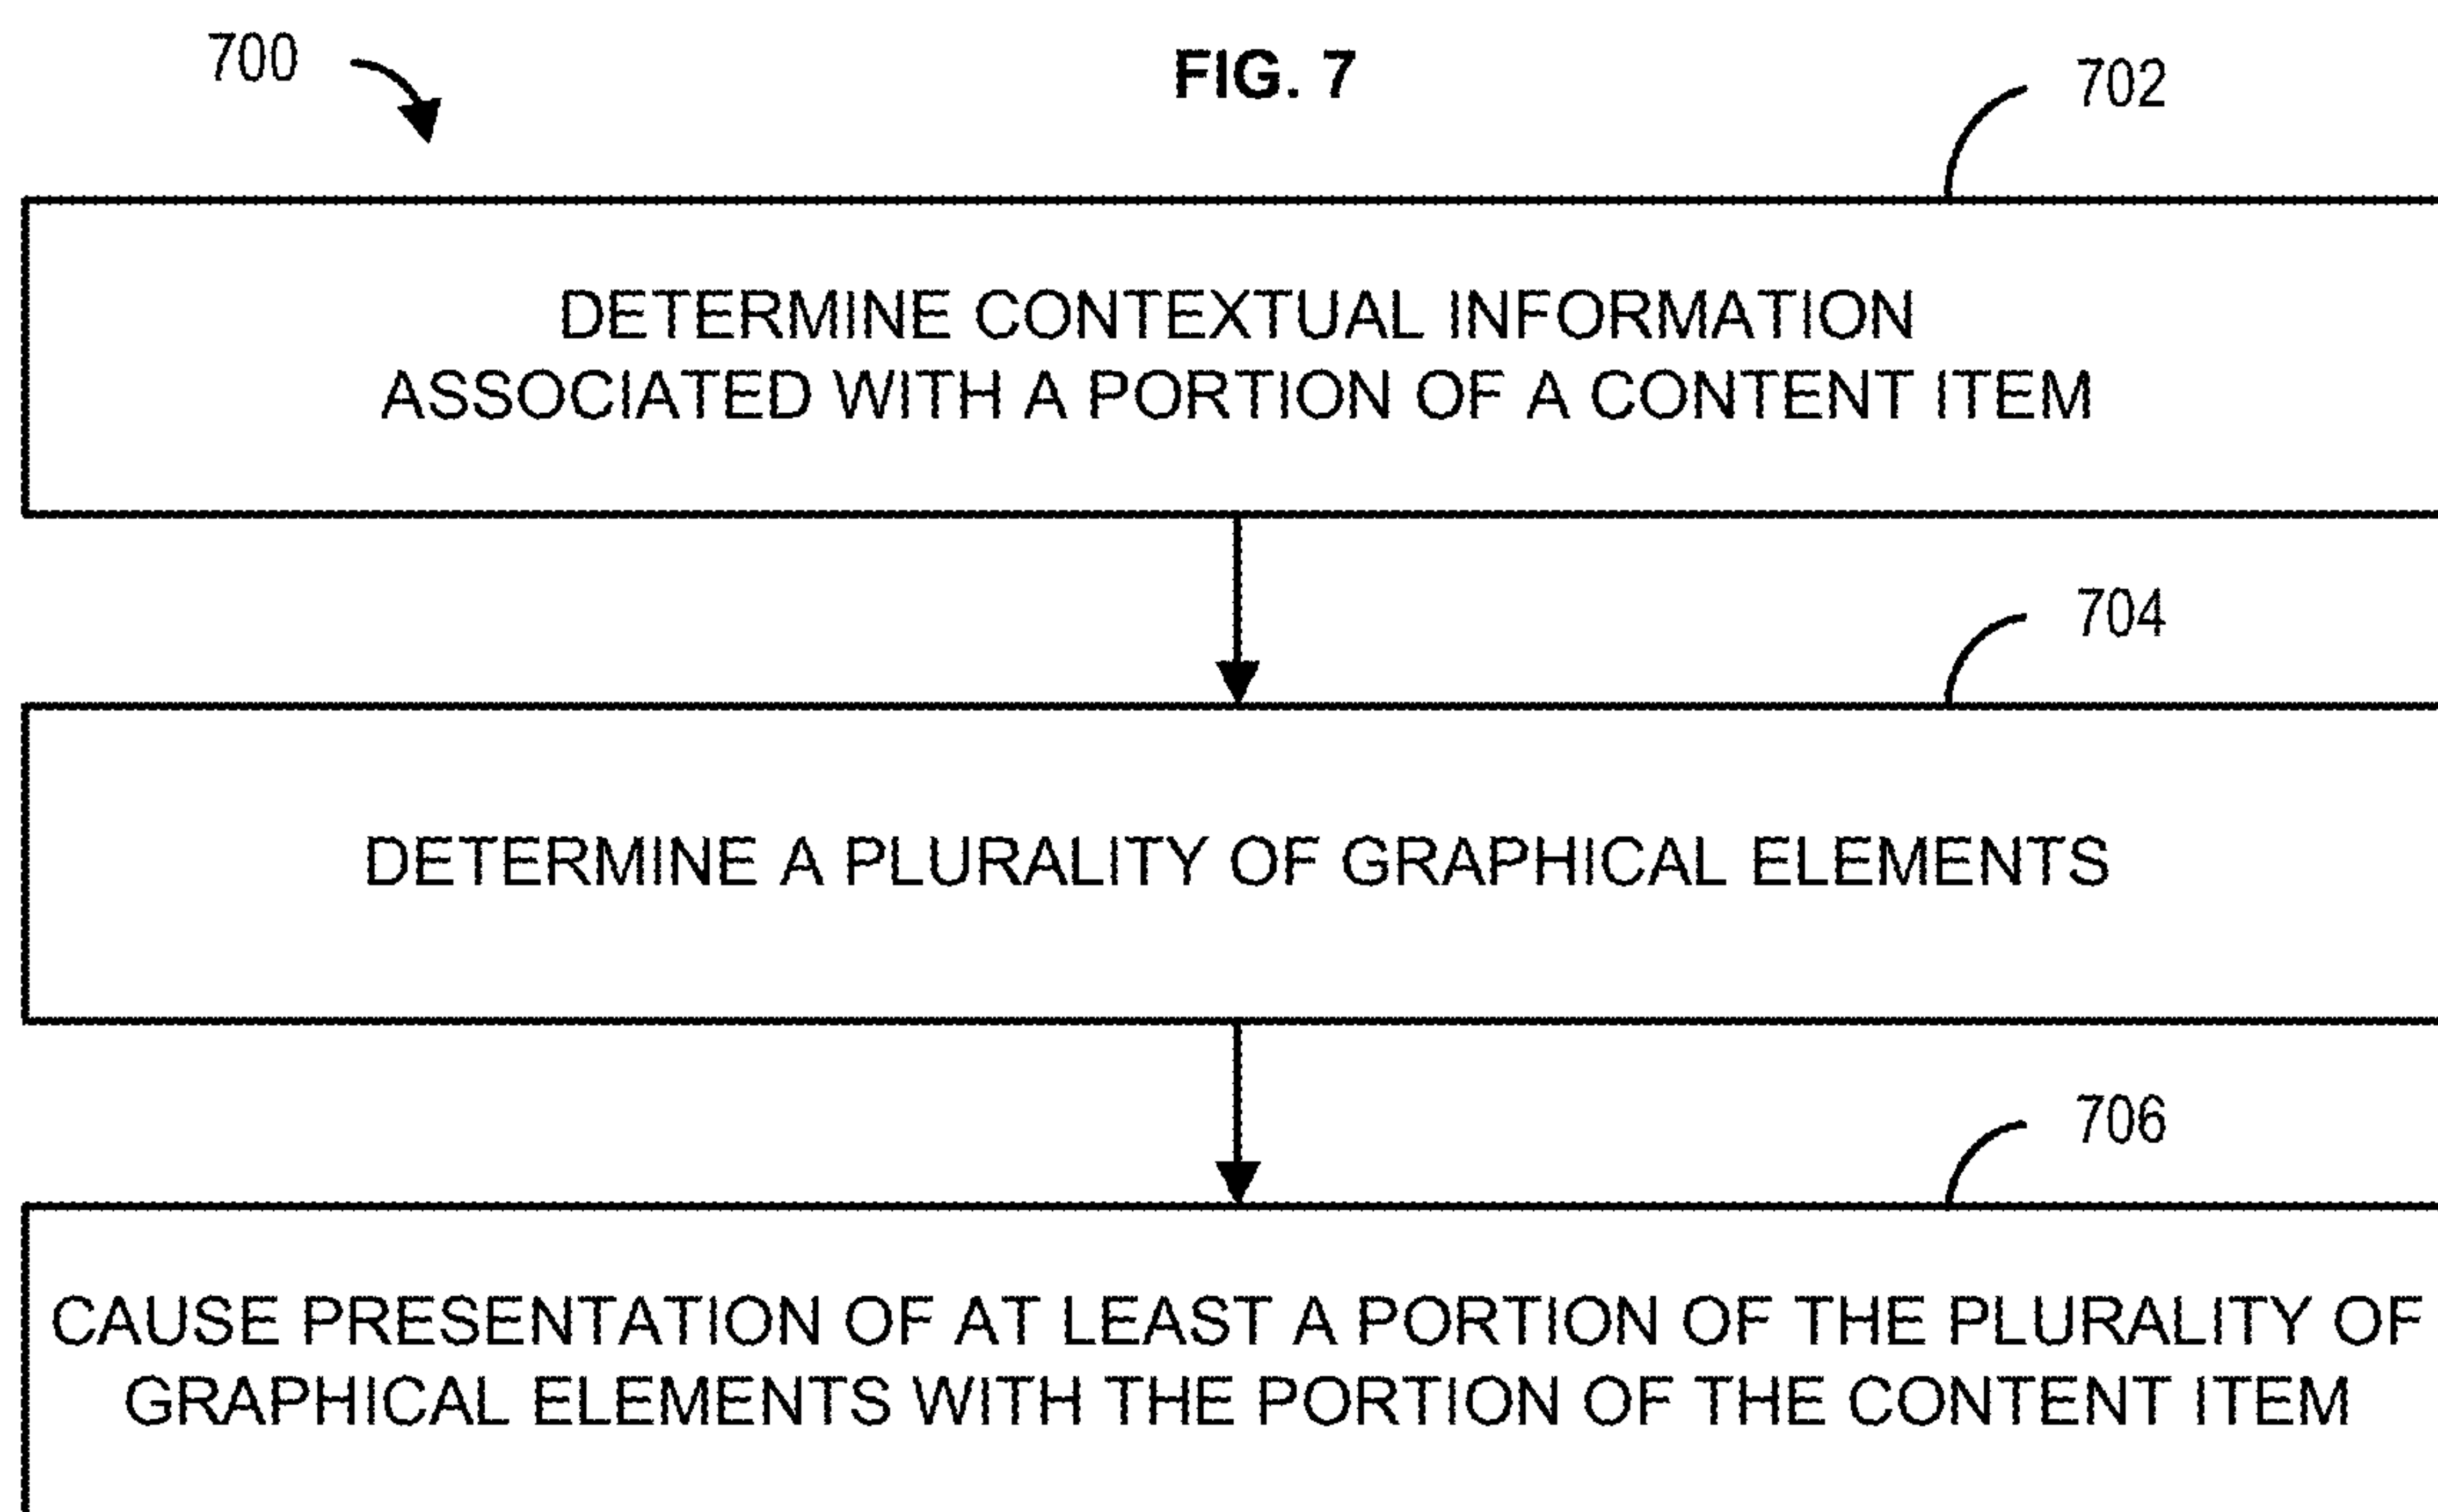 700
FIG. 7
702
DETERMINE CONTEXTUAL INFORMATION
ASSOCIATED WITH A PORTION OF A CONTENT ITEM
704
DETERMINE A PLURALITY OF GRAPHICAL ELEMENTS
706
CAUSE PRESENTATION OF AT LEAST A PORTION OF THE PLURALITY OF
GRAPHICAL ELEMENTS WITH THE PORTION OF THE CONTENT ITEM